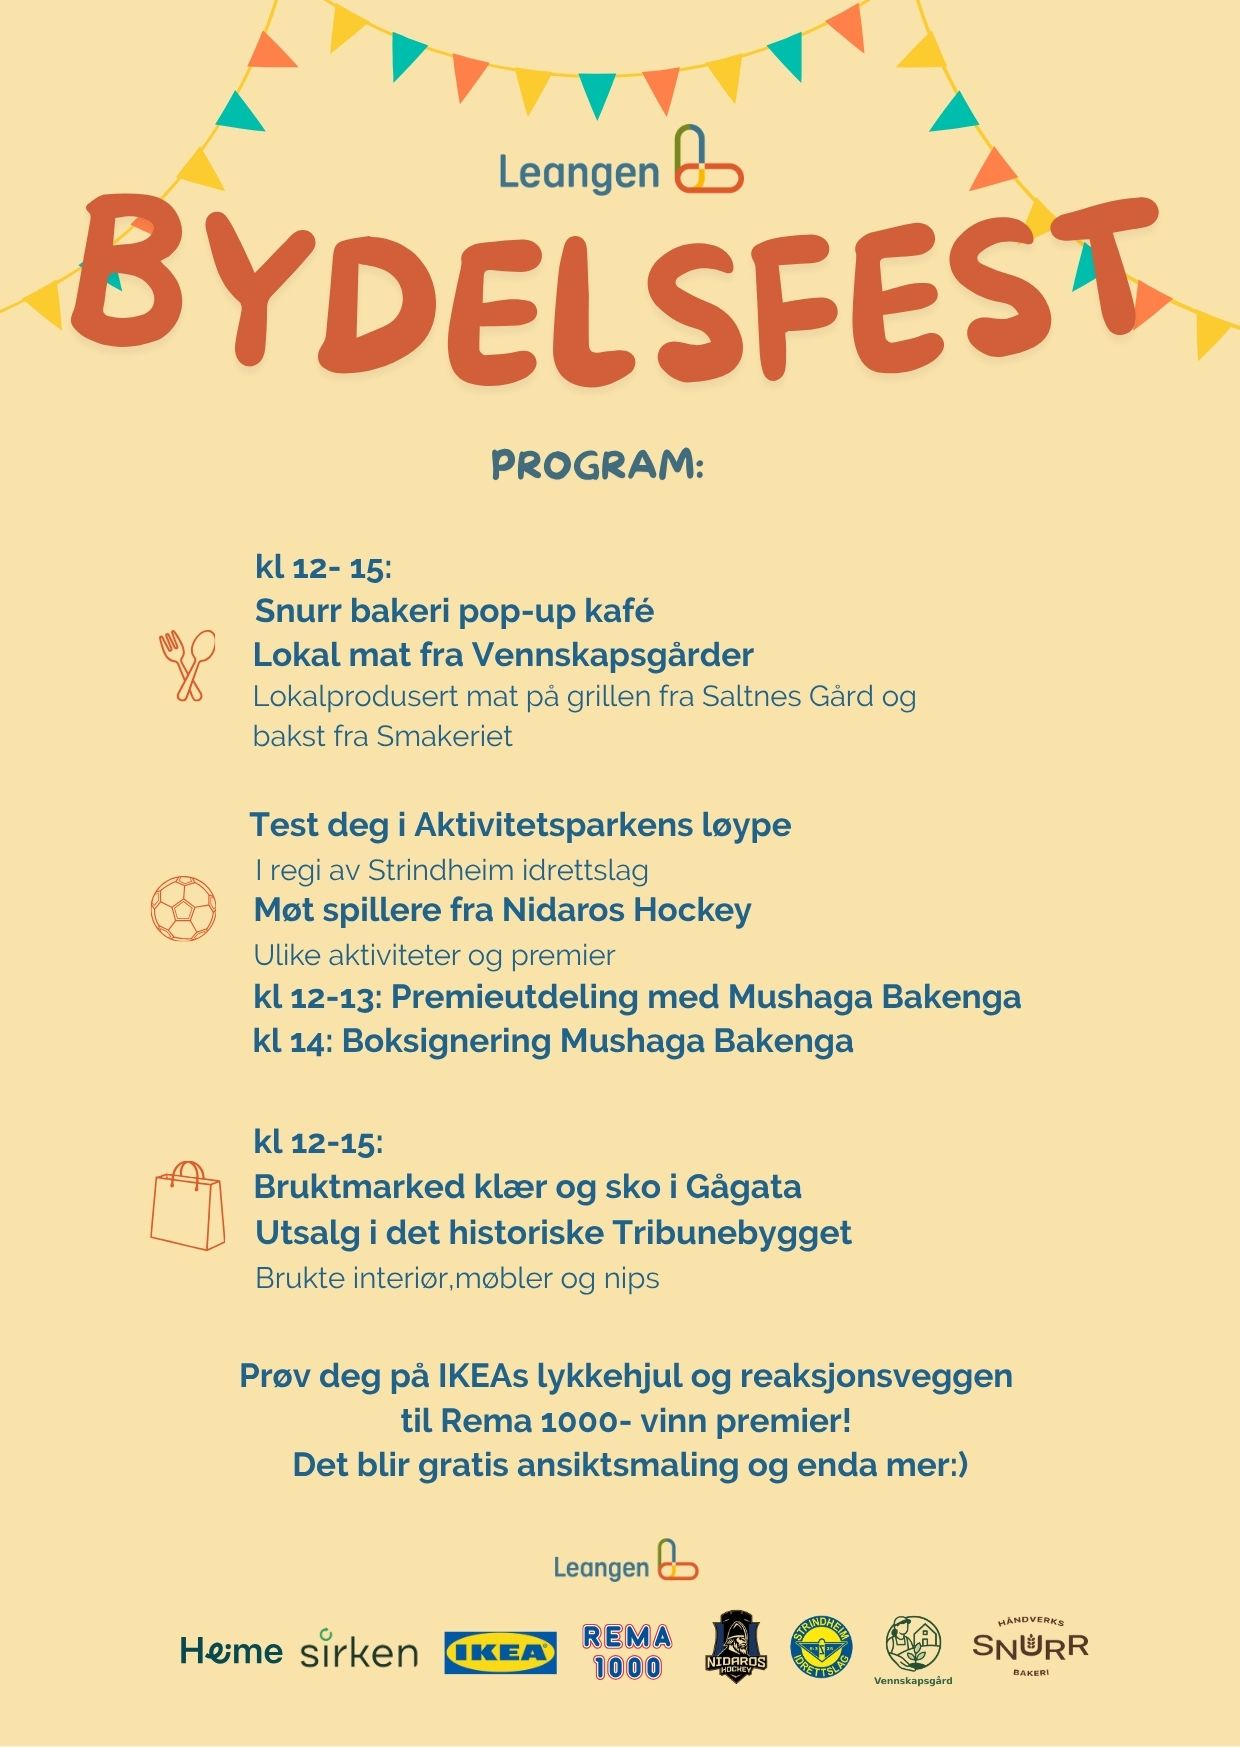 Leangen
BYDELSFEST
PROGRAM:
kl 12- 15:
Snurr bakeri pop-up kafé
Lokal mat fra Vennskapsgårder
Lokalprodusert mat på grillen fra Saltnes Gård og
bakst fra Smakeriet
Test deg i Aktivitetsparkens løype
I regi av Strindheim idrettslag
Møt spillere fra Nidaros Hockey
Ulike aktiviteter og premier
kl 12-13: Premieutdeling med Mushaga Bakenga
kl 14: Boksignering Mushaga Bakenga
kl 12-15:
Bruktmarked klær og sko i Gågata
Utsalg i det historiske Tribunebygget
Brukte interiør,møbler og nips
Prøv deg på IKEAs lykkehjul og reaksjonsveggen
til Rema 1000- vinn premier!
Det blir gratis ansiktsmaling og enda mer:)
Leangen
Heime
sirken
IKEA
REMA
1000
NIDAROS
HOCKEY
STRINDHEIM
IDRETTSLAG
Vennskapsgård
HÅNDVERKS
SNURR
BAKERI